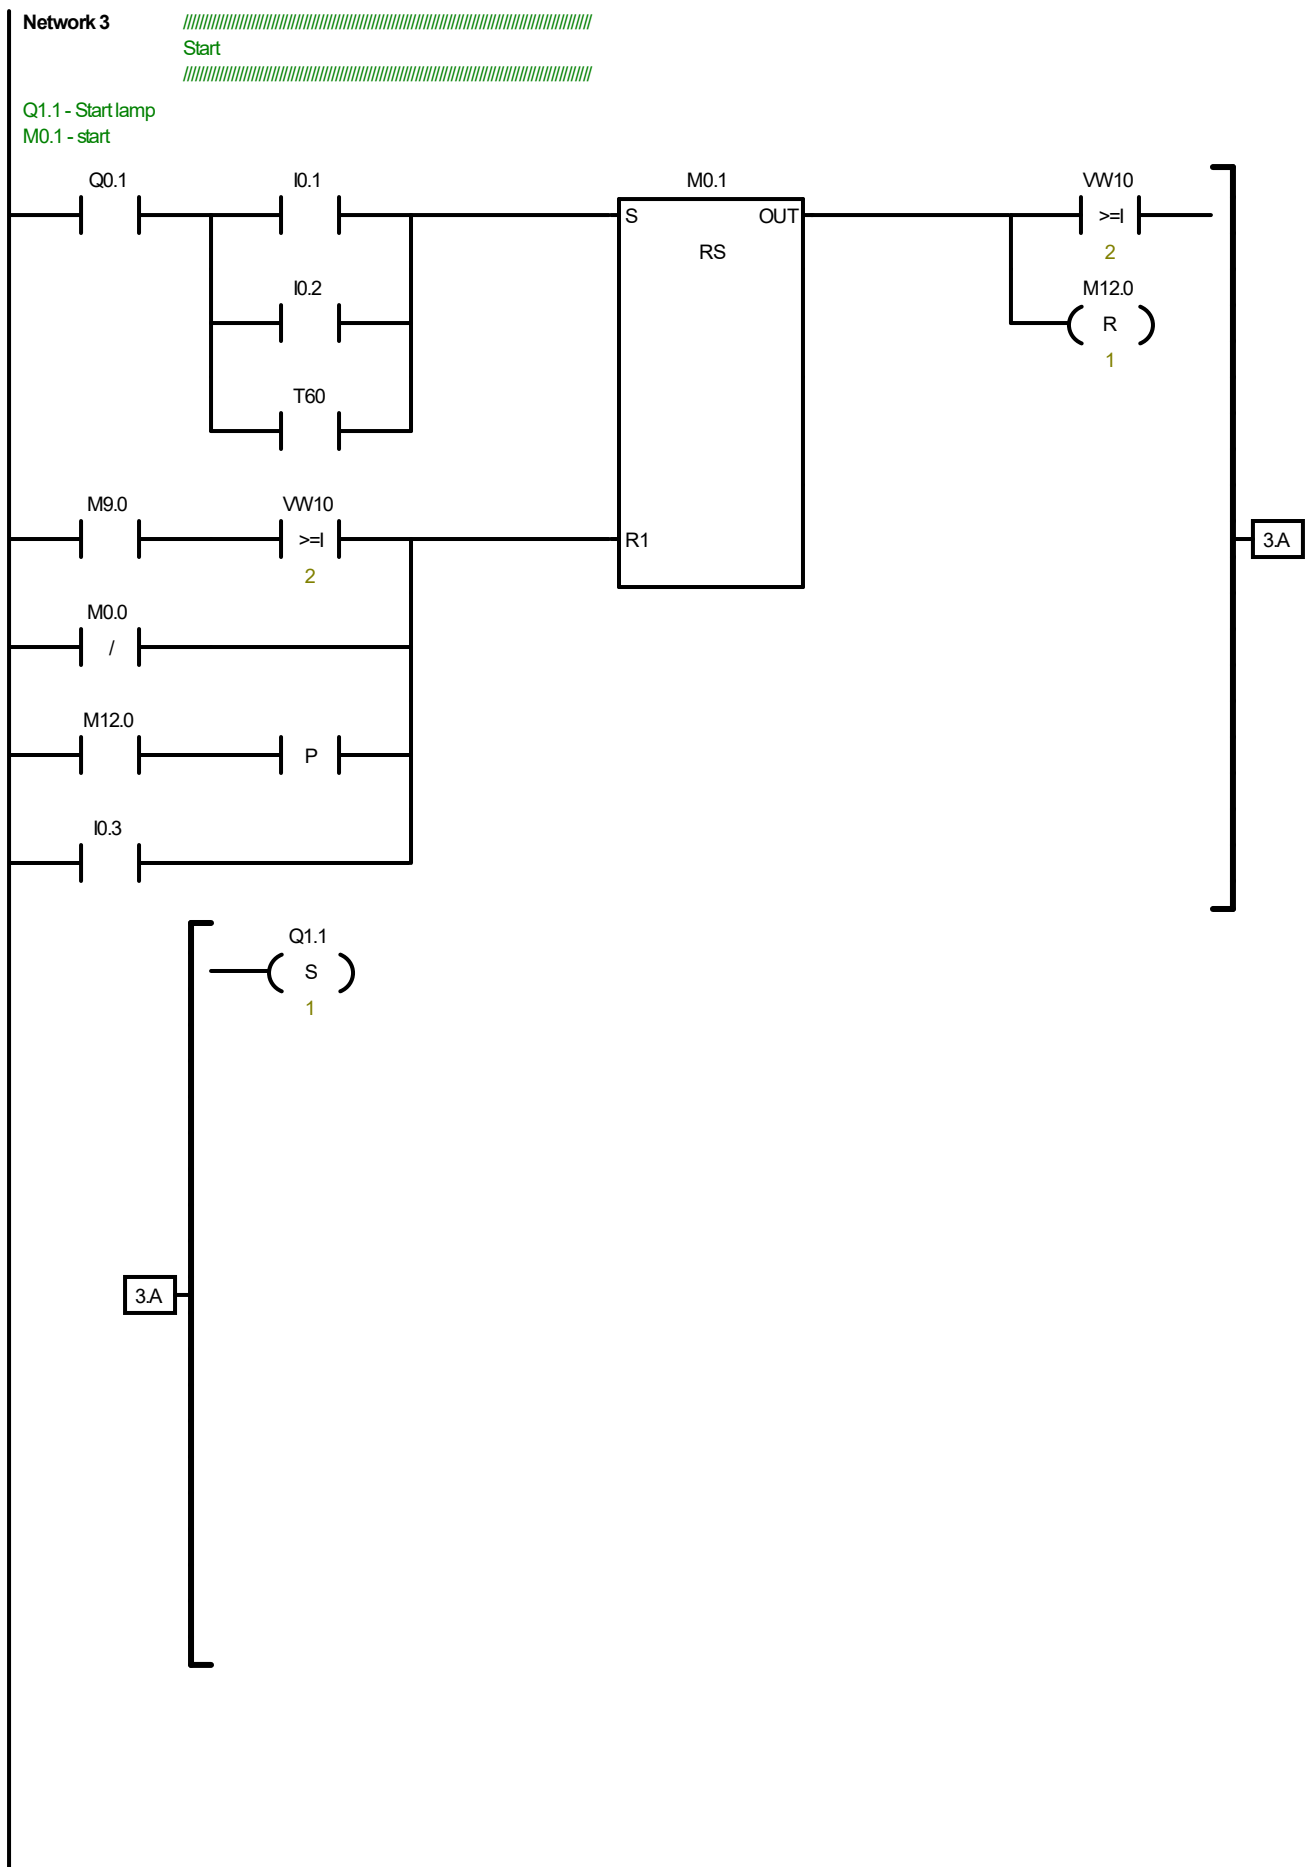 Network 3
//////////////////////////////////////////////////////////////////////////////////////////////////////
Start
//////////////////////////////////////////////////////////////////////////////////////////////////////
Q1.1 - Start lamp
M0.1 - start
Q0.1 I0.1 M0.1 VW10
S OUT >=I
RS 2
I0.2 M12.0
R
1
T60
M9.0 VW10
>=I R1 3.A
2
M0.0
/
M12.0
P
I0.3
Q1.1
S
1
3.A